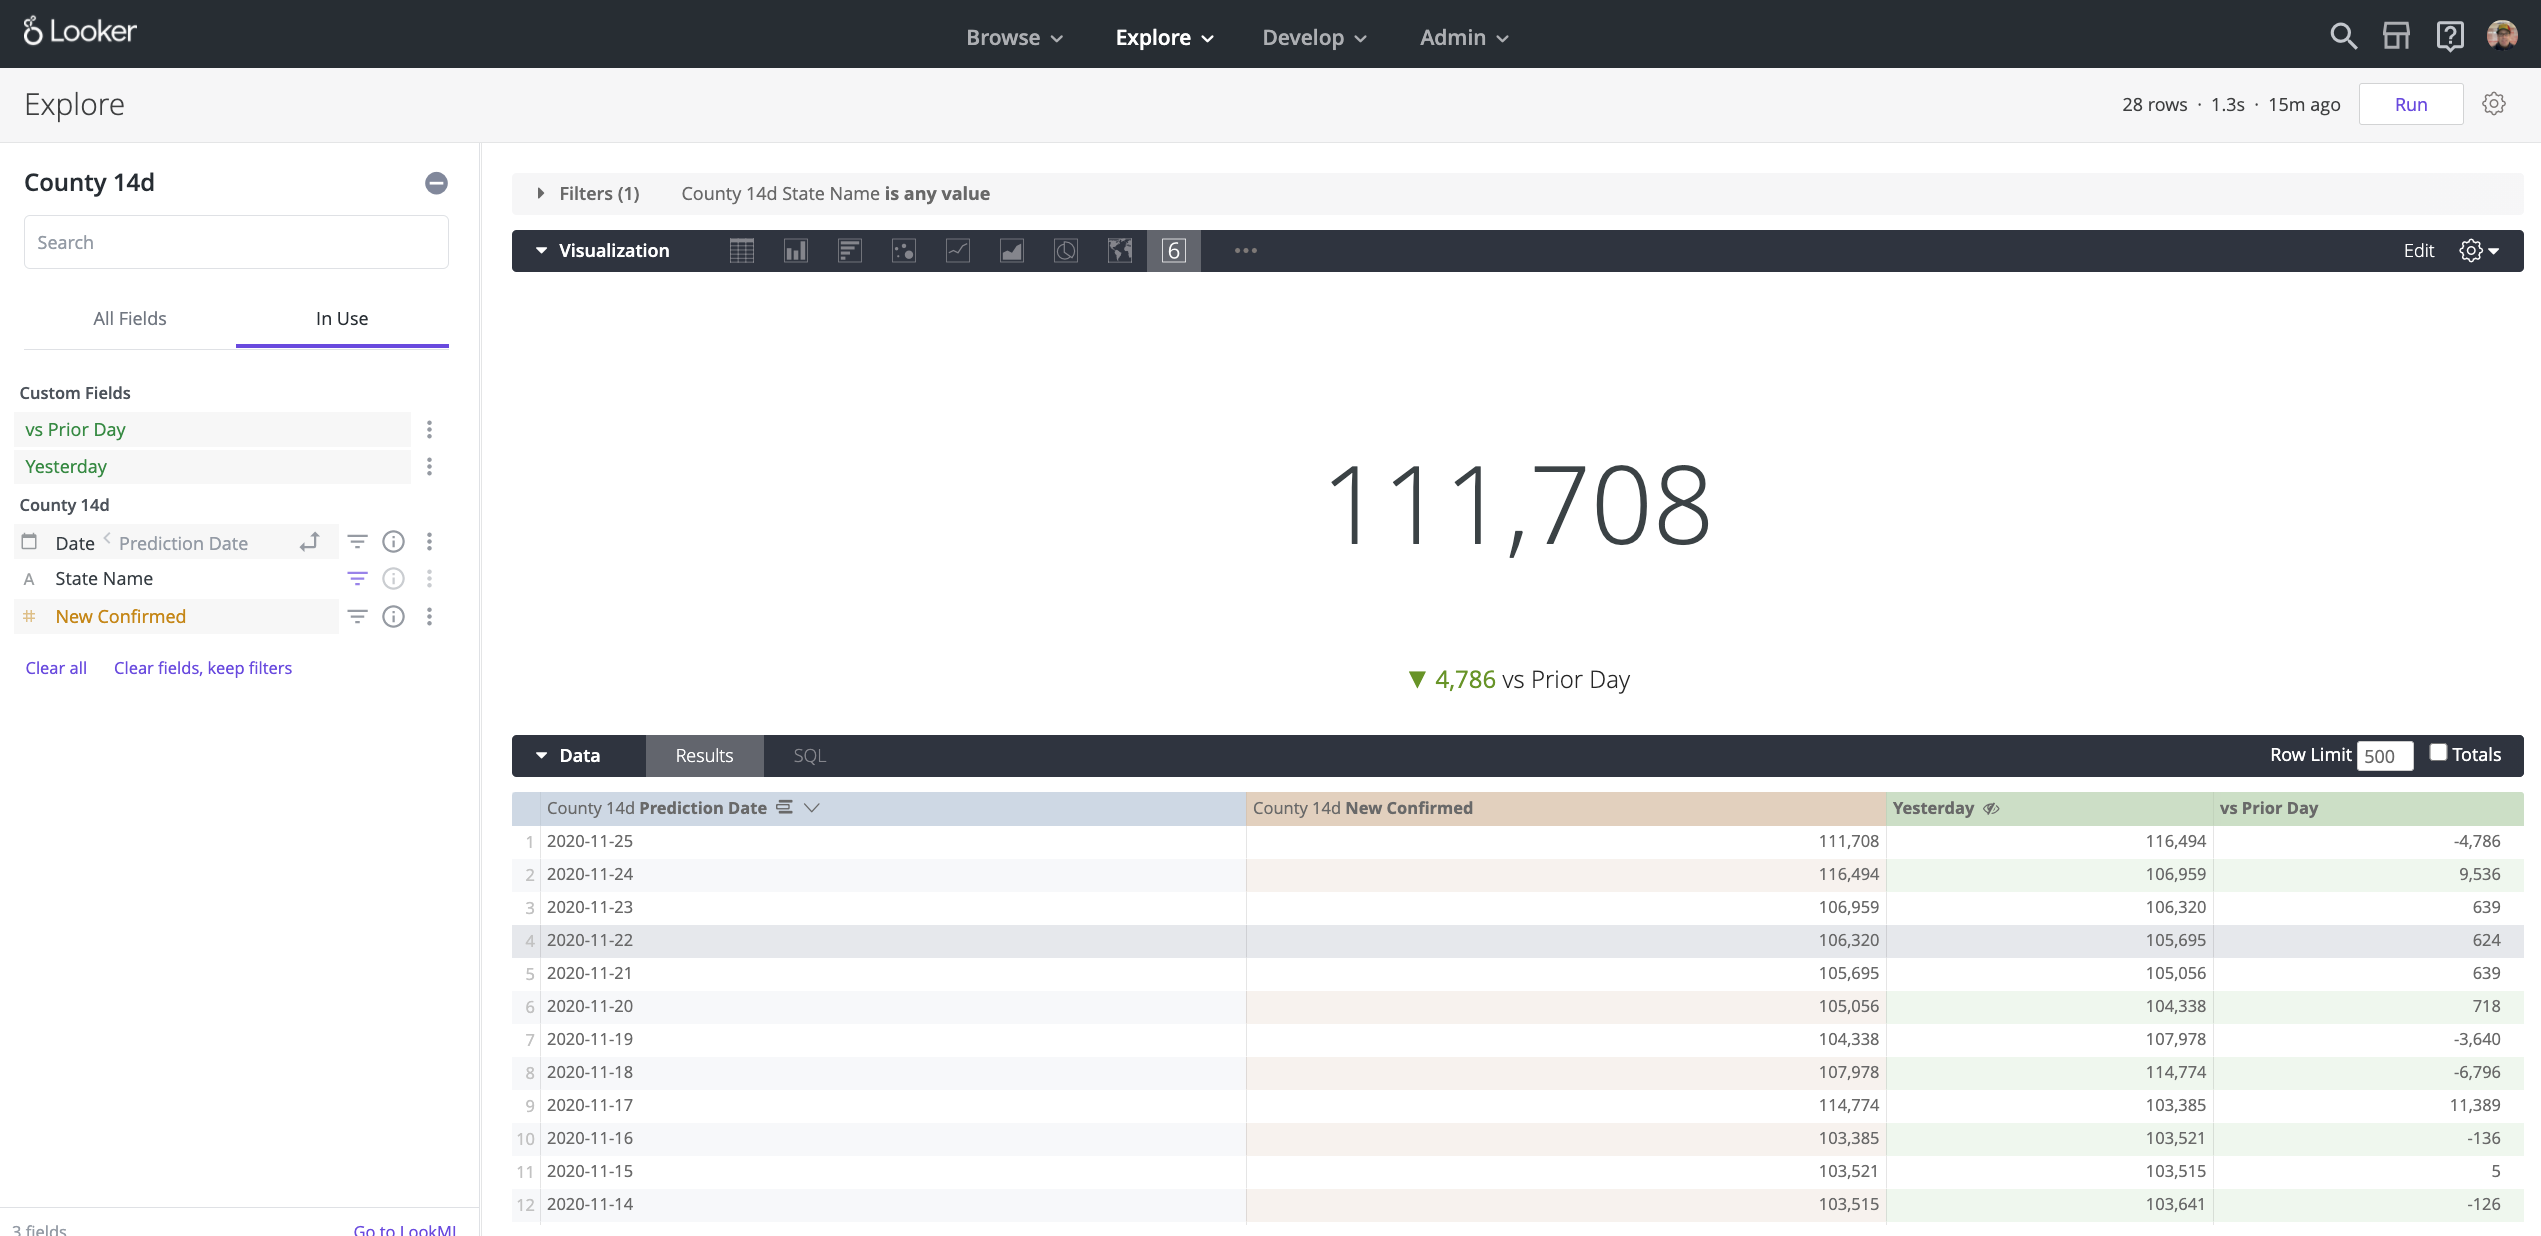 Looker
Browse Explore Develop Admin
Explore
28 rows · 1.3s · 15m ago Run
County 14d
Search
All Fields In Use
Custom Fields
vs Prior Day
Yesterday
County 14d
Date < Prediction Date
A State Name
# New Confirmed
Clear all Clear fields, keep filters
3 fields Go to LookML
Filters (1) County 14d State Name is any value
Visualization 6 ··· Edit
111,708
▼ 4,786 vs Prior Day
Data Results SQL Row Limit 500 Totals
County 14d Prediction Date County 14d New Confirmed Yesterday vs Prior Day
1 2020-11-25 111,708 116,494 -4,786
2 2020-11-24 116,494 106,959 9,536
3 2020-11-23 106,959 106,320 639
4 2020-11-22 106,320 105,695 624
5 2020-11-21 105,695 105,056 639
6 2020-11-20 105,056 104,338 718
7 2020-11-19 104,338 107,978 -3,640
8 2020-11-18 107,978 114,774 -6,796
9 2020-11-17 114,774 103,385 11,389
10 2020-11-16 103,385 103,521 -136
11 2020-11-15 103,521 103,515 5
12 2020-11-14 103,515 103,641 -126